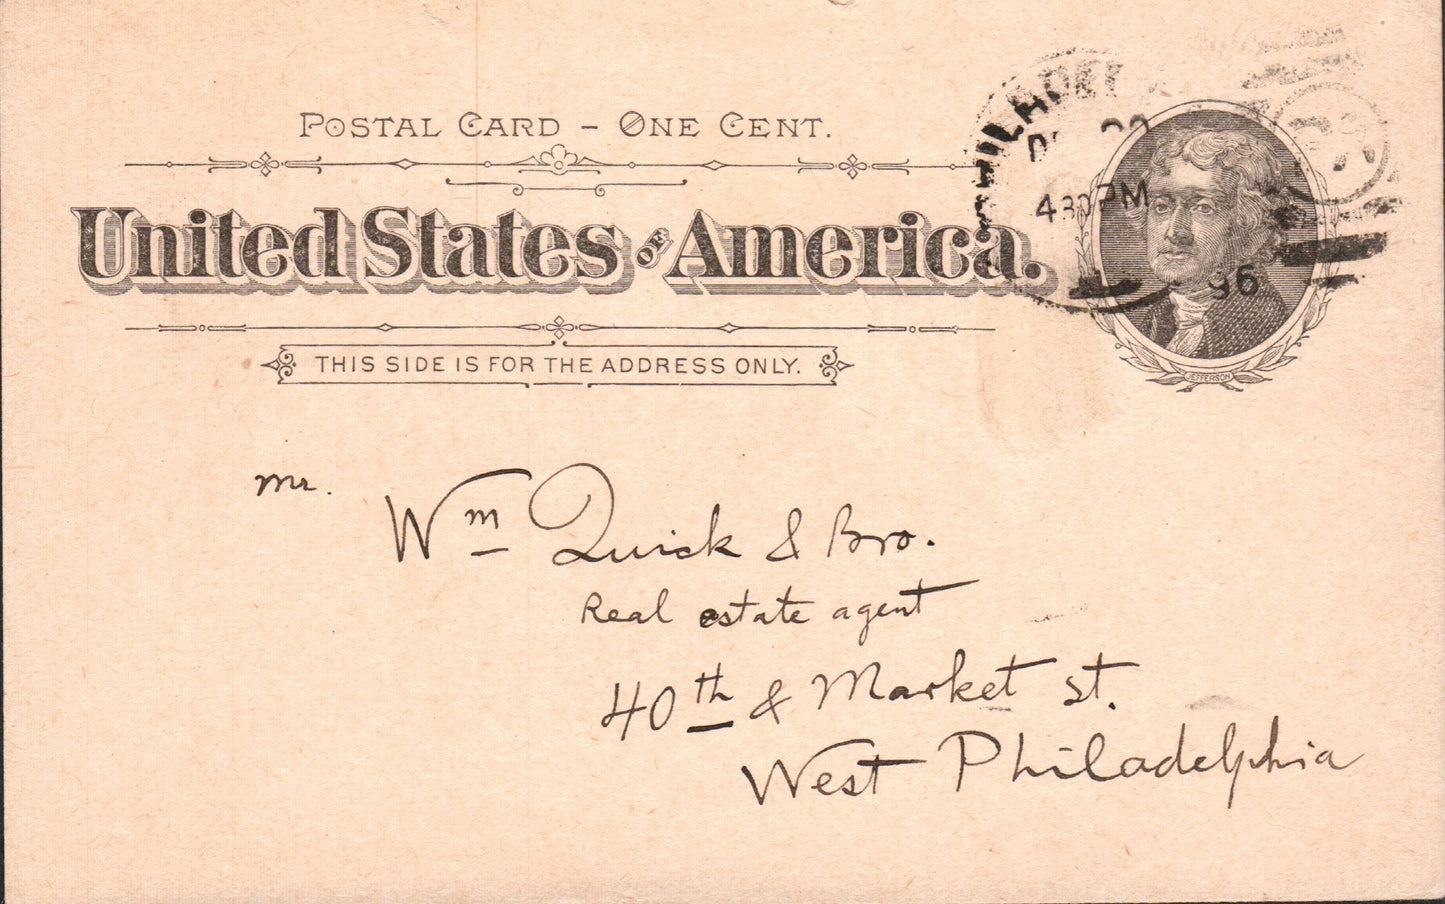 POSTAL CARD – ONE CENT.
United States OF America.
THIS SIDE IS FOR THE ADDRESS ONLY.
PHILADEL
4 30 PM
96
JEFFERSON
Mr.
Wm Quick & Bro.
Real estate agent
40th & Market st.
West Philadelphia